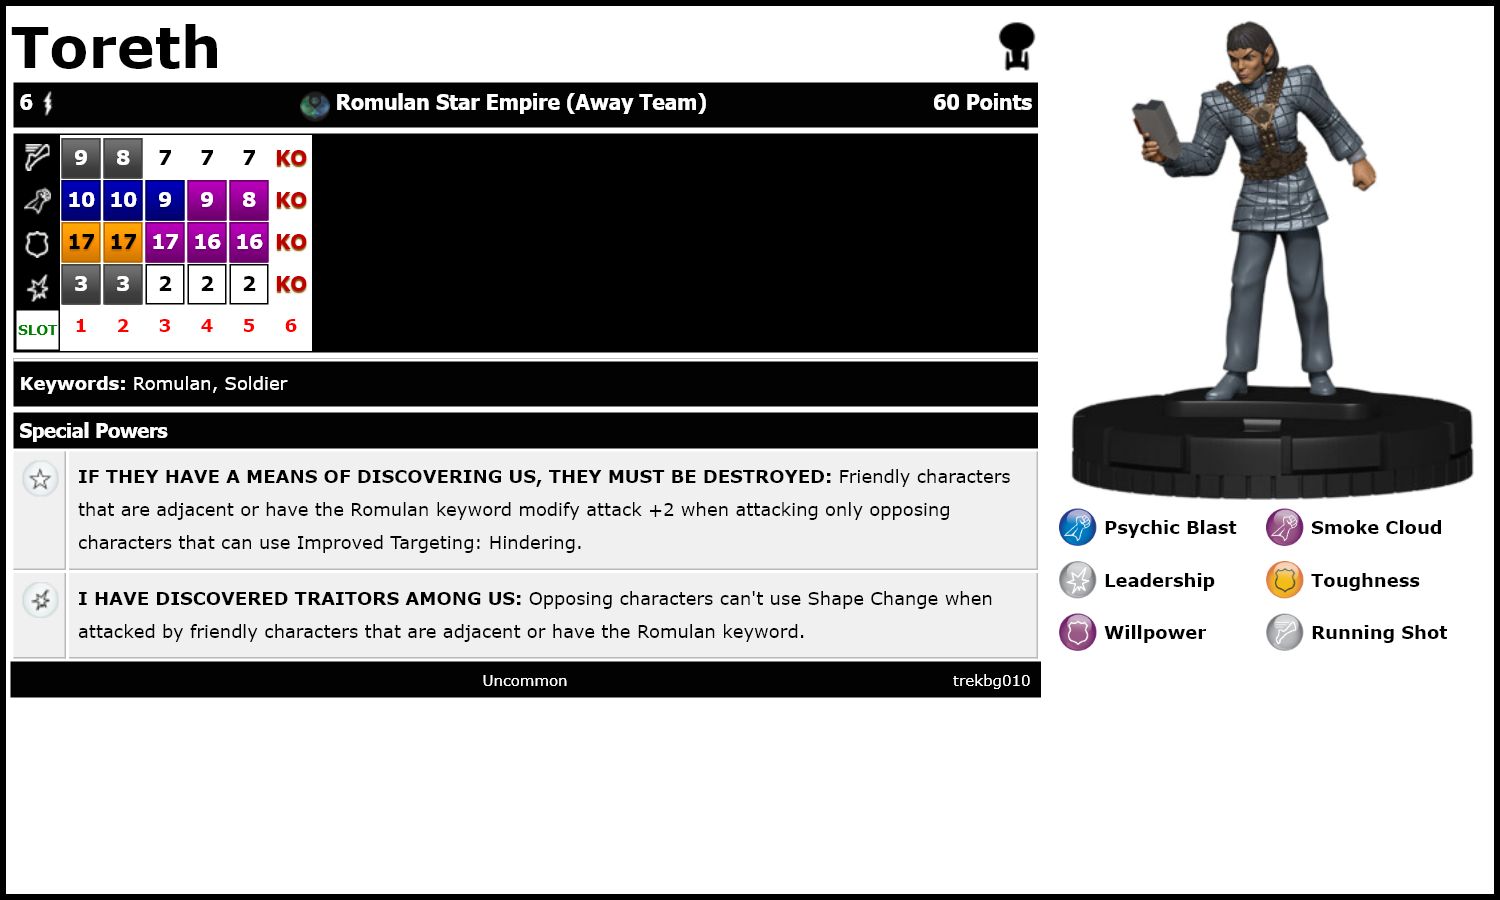 Toreth
6 Romulan Star Empire (Away Team) 60 Points
9 8 7 7 7 KO
10 10 9 9 8 KO
17 17 17 16 16 KO
3 3 2 2 2 KO
SLOT 1 2 3 4 5 6
Keywords: Romulan, Soldier
Special Powers
IF THEY HAVE A MEANS OF DISCOVERING US, THEY MUST BE DESTROYED: Friendly characters
that are adjacent or have the Romulan keyword modify attack +2 when attacking only opposing
characters that can use Improved Targeting: Hindering.
I HAVE DISCOVERED TRAITORS AMONG US: Opposing characters can't use Shape Change when
attacked by friendly characters that are adjacent or have the Romulan keyword.
Uncommon trekbg010
Psychic Blast Smoke Cloud
Leadership Toughness
Willpower Running Shot